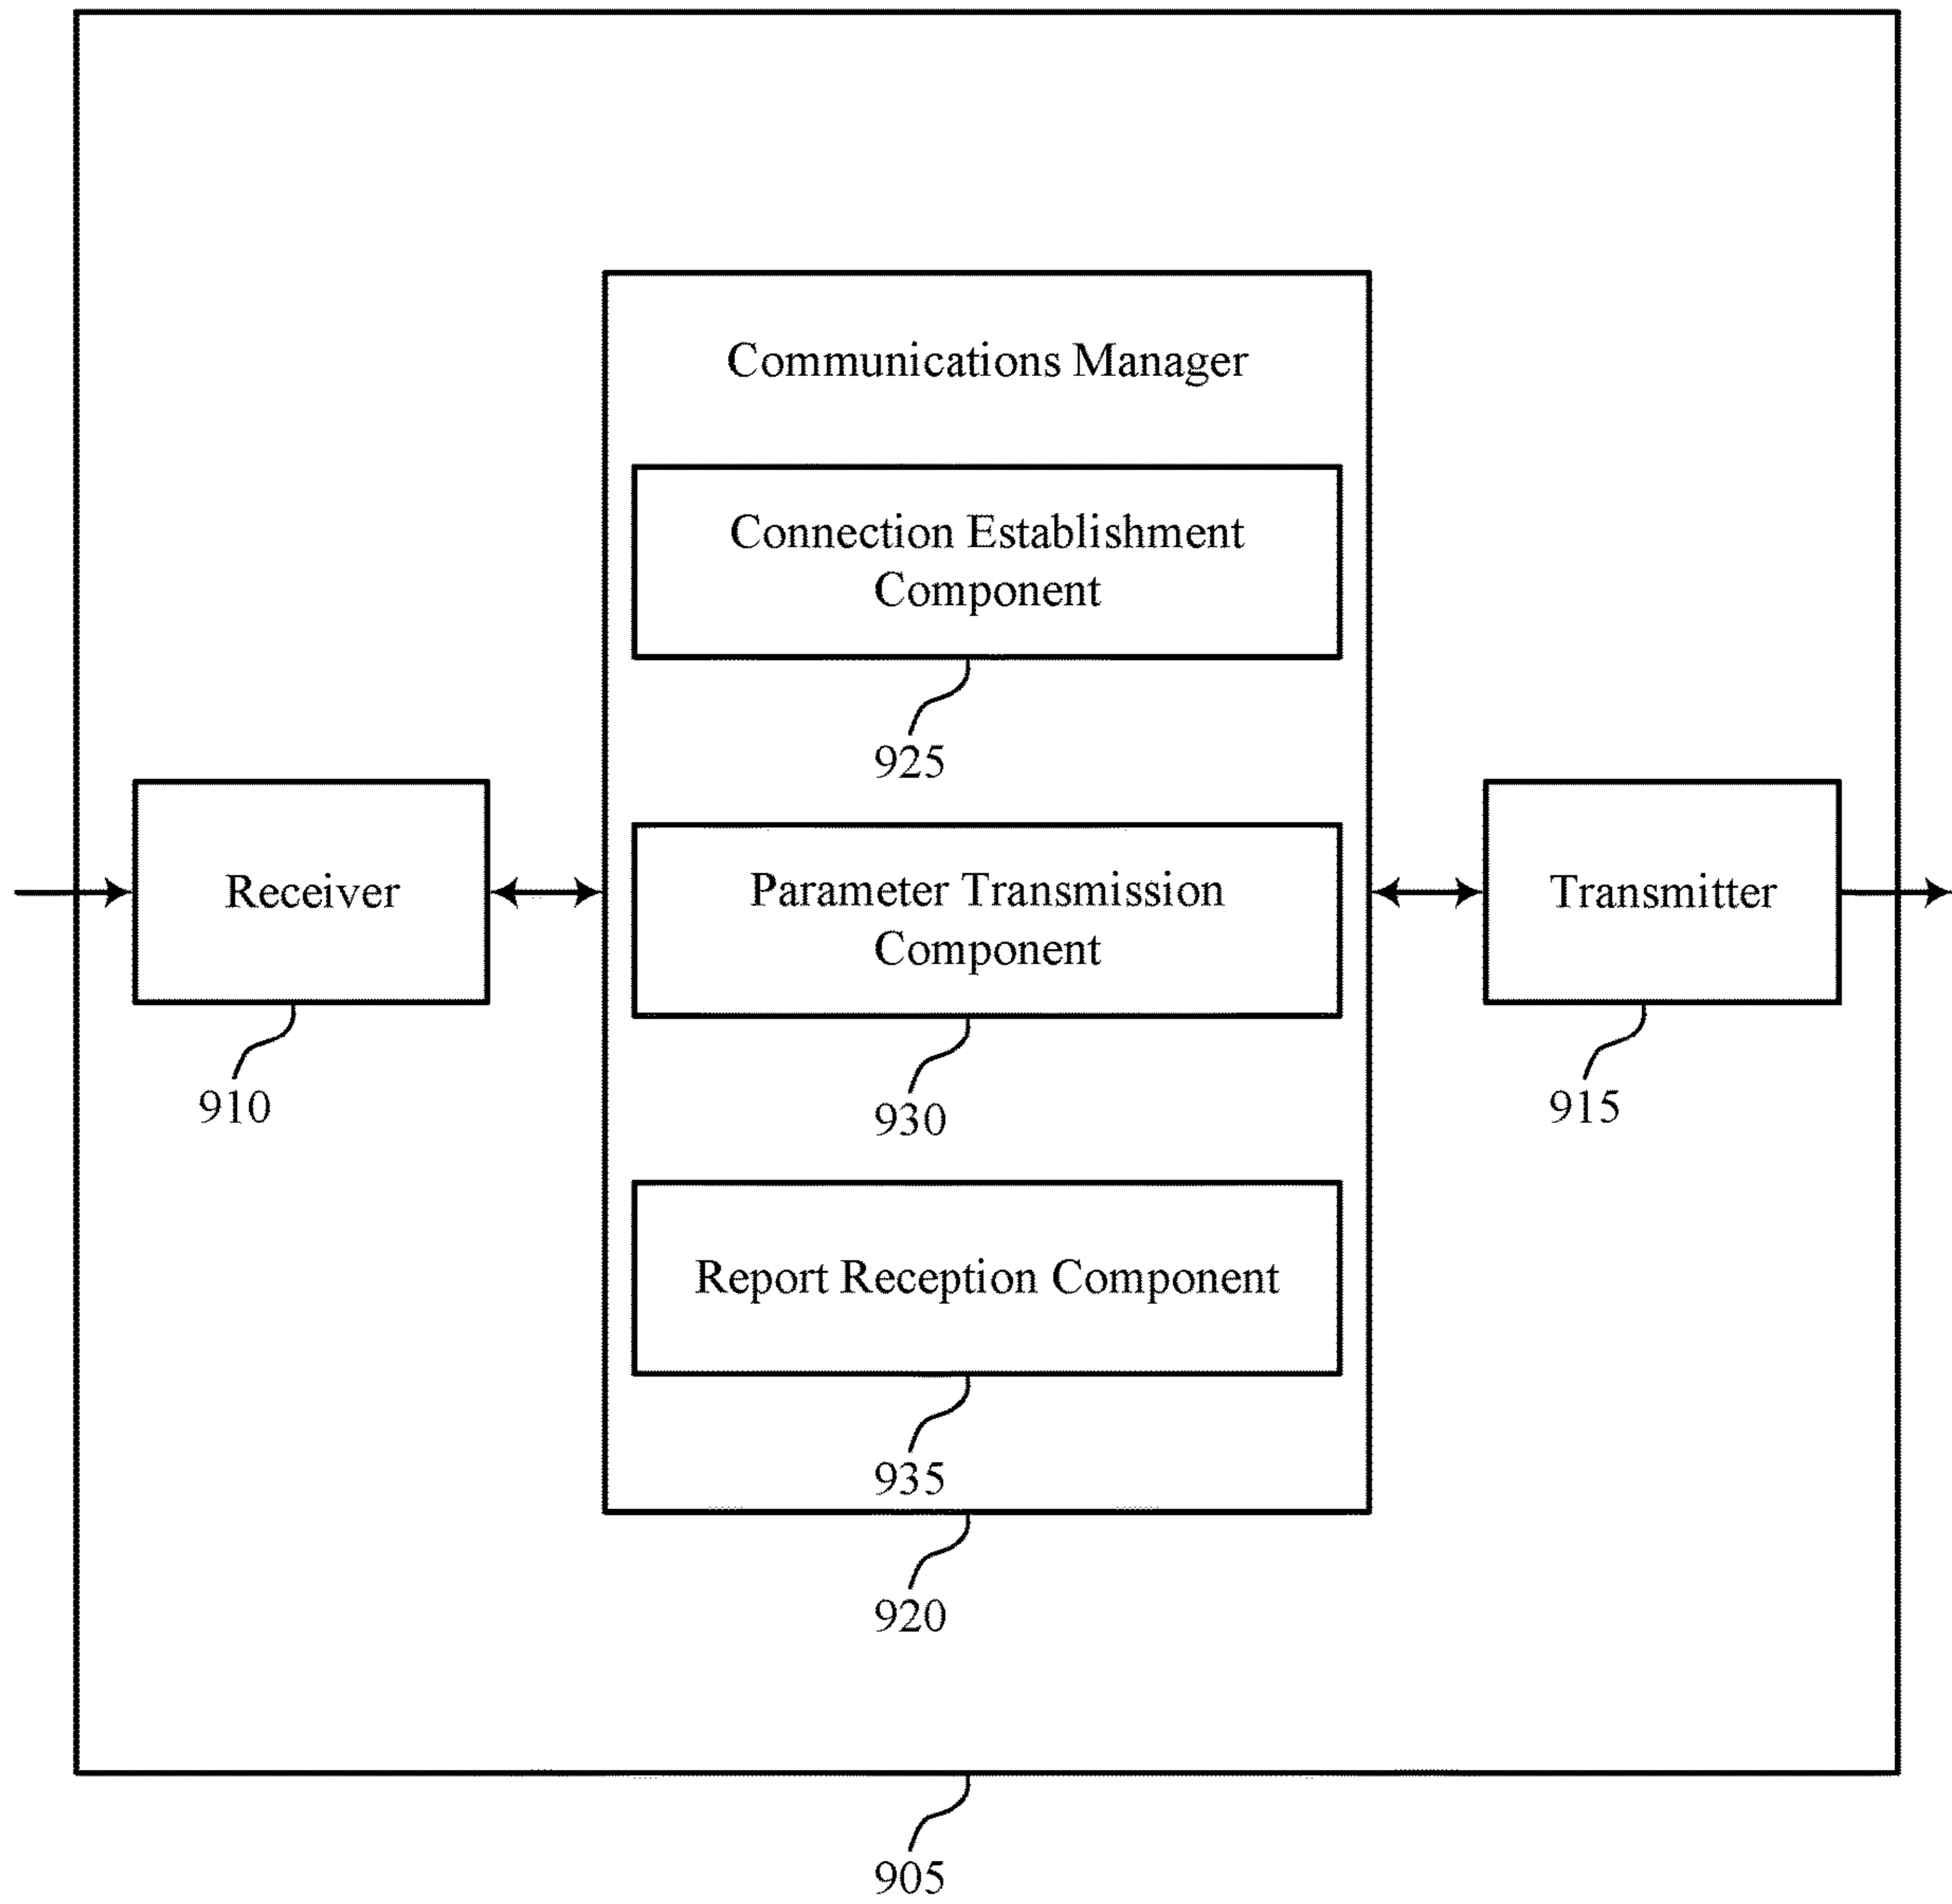 Communications Manager
Connection Establishment
Component
925
Receiver
910
Parameter Transmission
Component
930
Transmitter
915
Report Reception Component
935
920
905